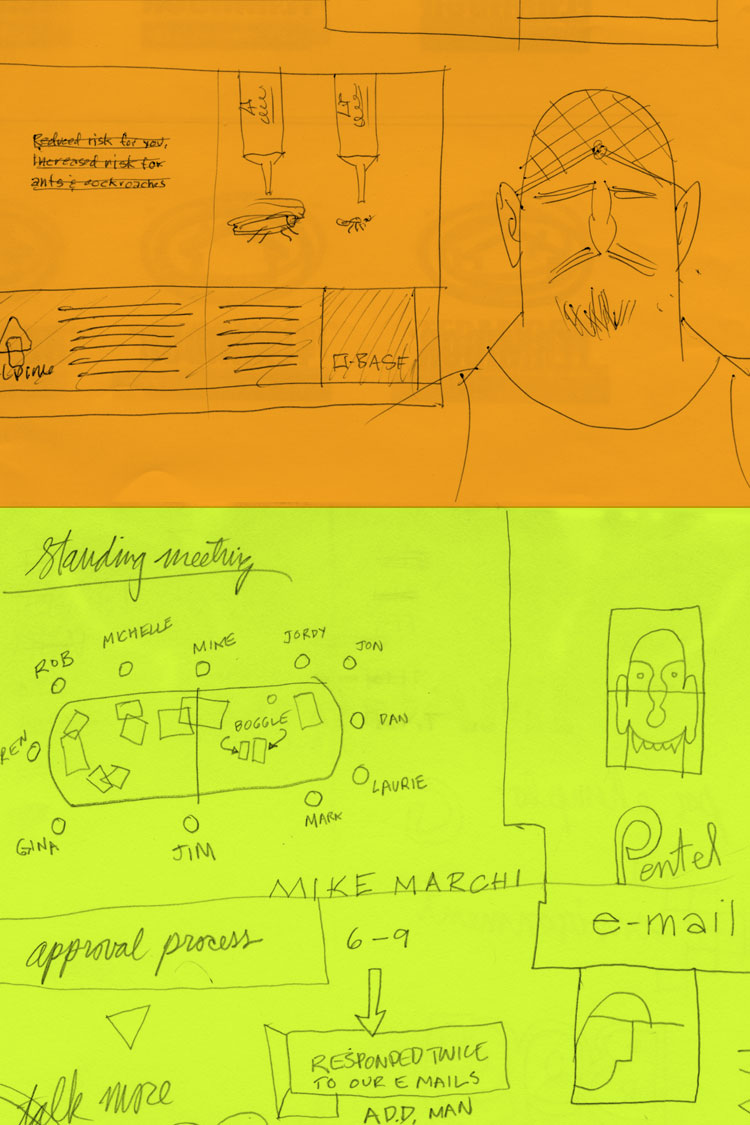 Reduced risk for you,
Increased risk for
ants & cockroaches
-BASE
Standing meeting
ROB
MICHELLE
MIKE
JORDY
JON
REN
BOGGLE
DAN
LAURIE
MARK
GINA
JIM
Pentel
MIKE MARCHI
e-mail
approval process
6-9
RESPONDED TWICE
TO OUR E MAILS
talk more
A.D.D, MAN